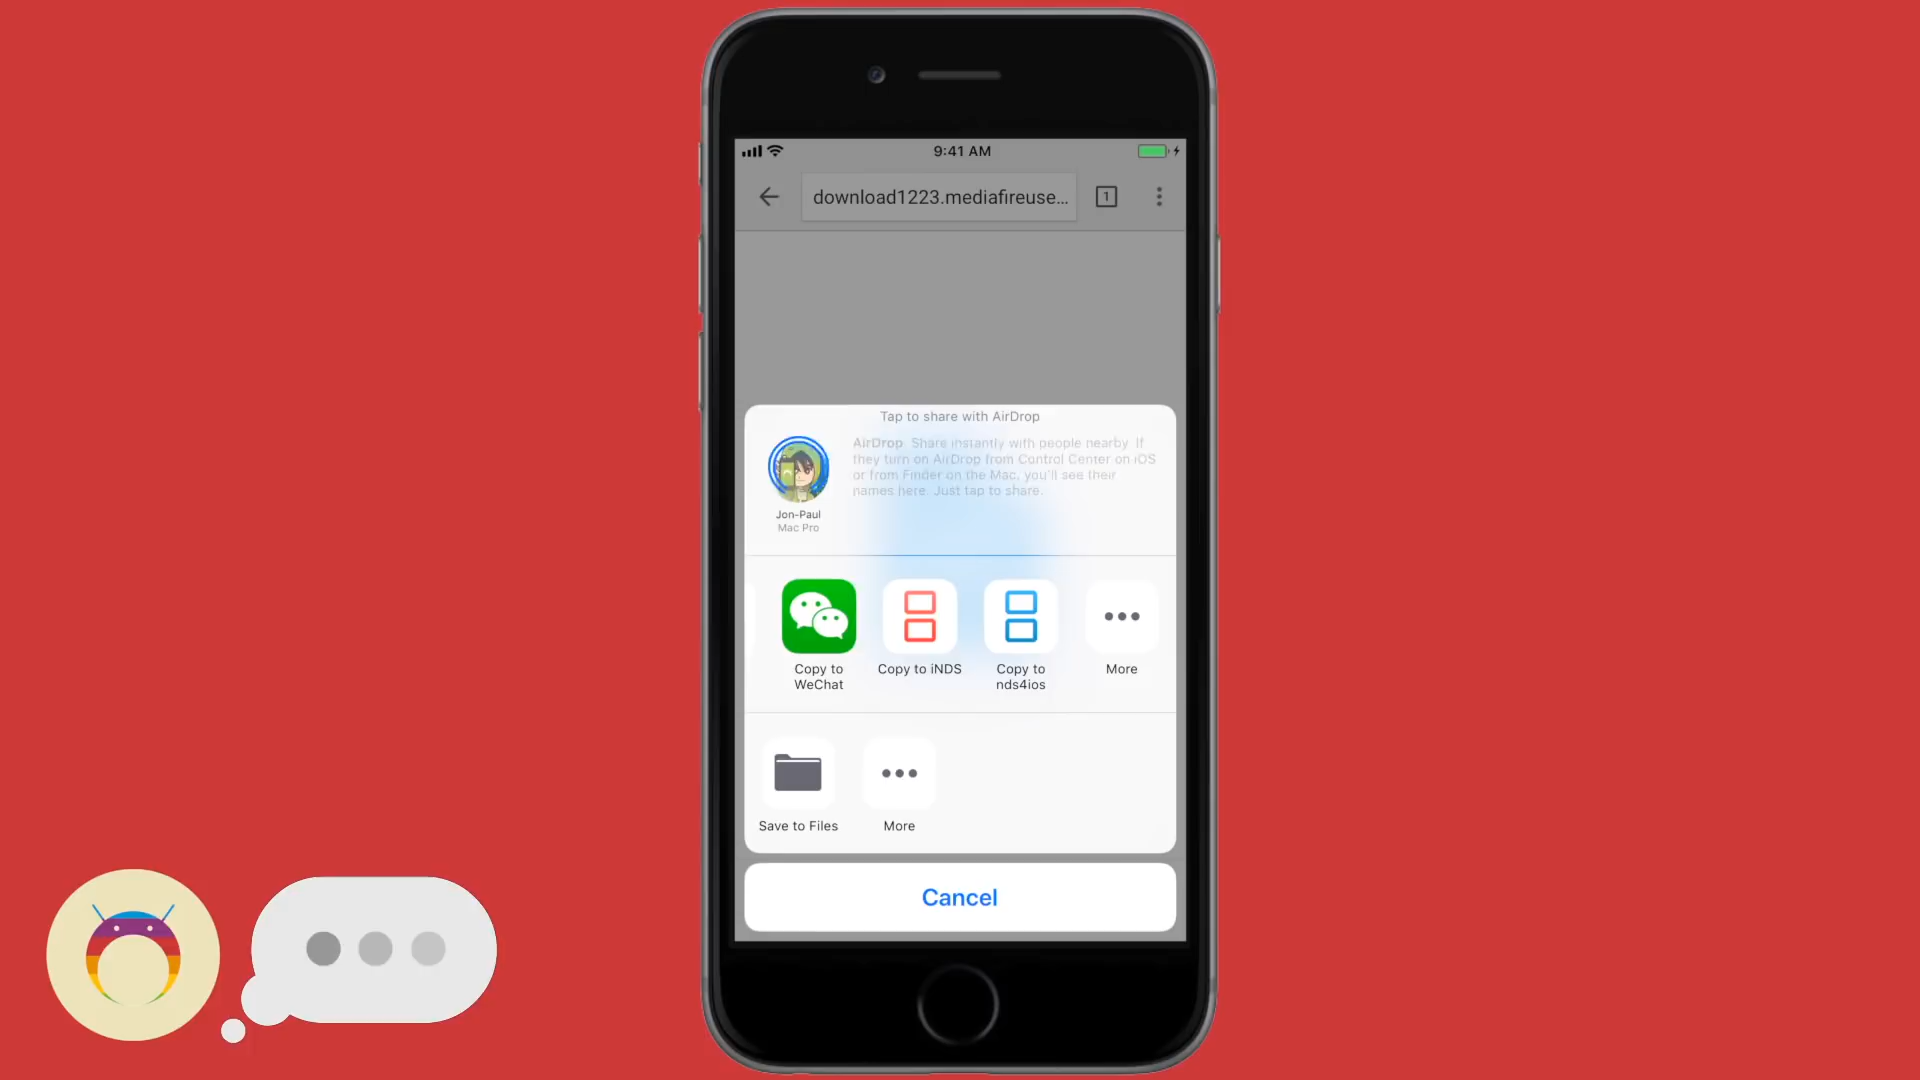 9:41 AM
download1223.mediafireuse...
1
Tap to share with AirDrop
AirDrop. Share instantly with people nearby. If
they turn on AirDrop from Control Center on iOS
or from Finder on the Mac, you'll see their
names here. Just tap to share.
Jon-Paul
Mac Pro
Copy to
WeChat
Copy to iNDS
Copy to
nds4ios
More
Save to Files
More
Cancel